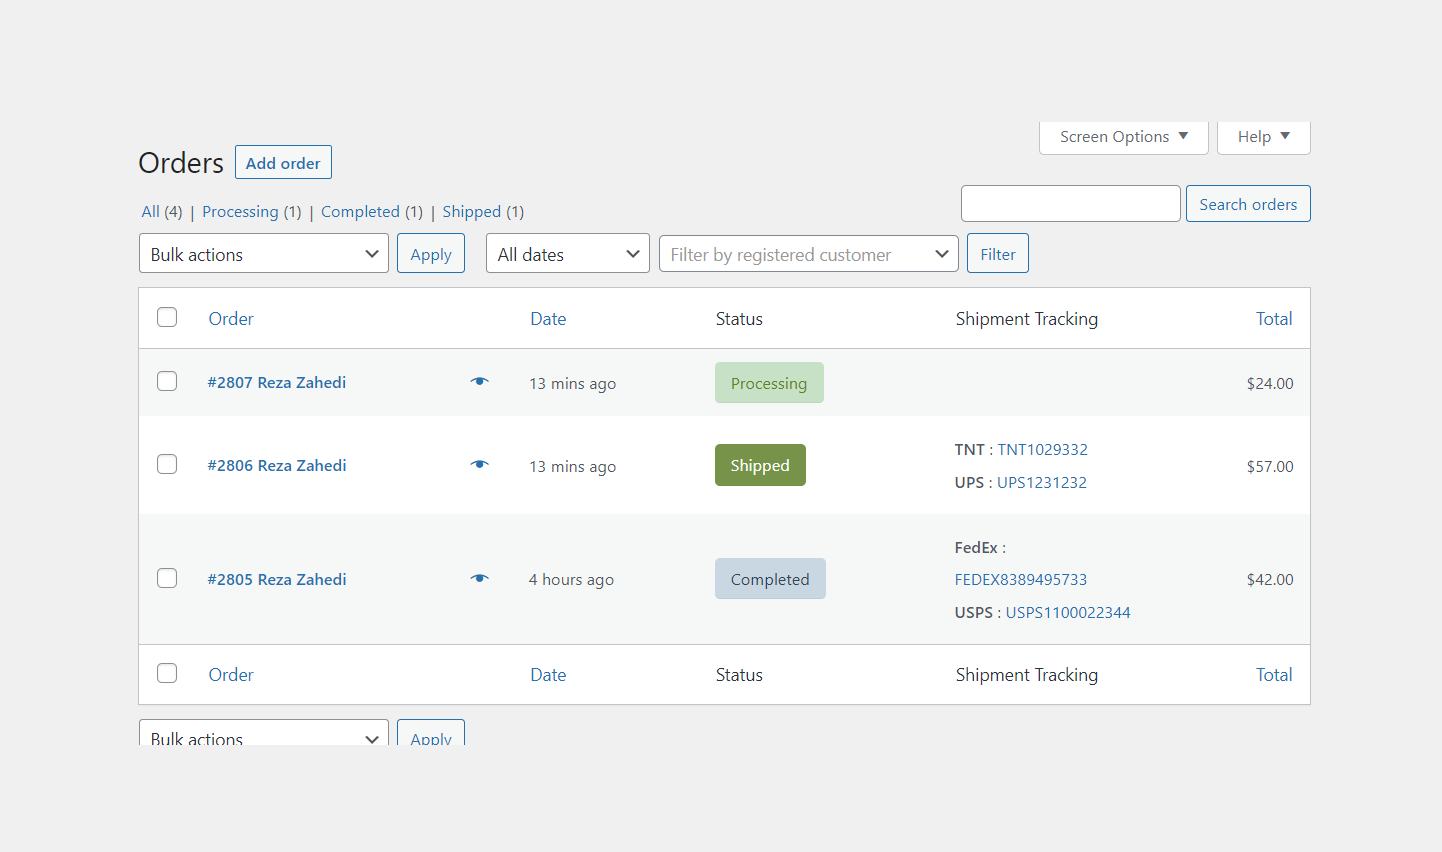 Screen Options ▼ Help ▼
Orders Add order
All (4) | Processing (1) | Completed (1) | Shipped (1)
Search orders
Bulk actions Apply All dates Filter by registered customer Filter
Order Date Status Shipment Tracking Total
#2807 Reza Zahedi 13 mins ago Processing $24.00
TNT : TNT1029332
#2806 Reza Zahedi 13 mins ago Shipped $57.00
UPS : UPS1231232
FedEx :
#2805 Reza Zahedi 4 hours ago Completed FEDEX8389495733 $42.00
USPS : USPS1100022344
Order Date Status Shipment Tracking Total
Bulk actions Apply